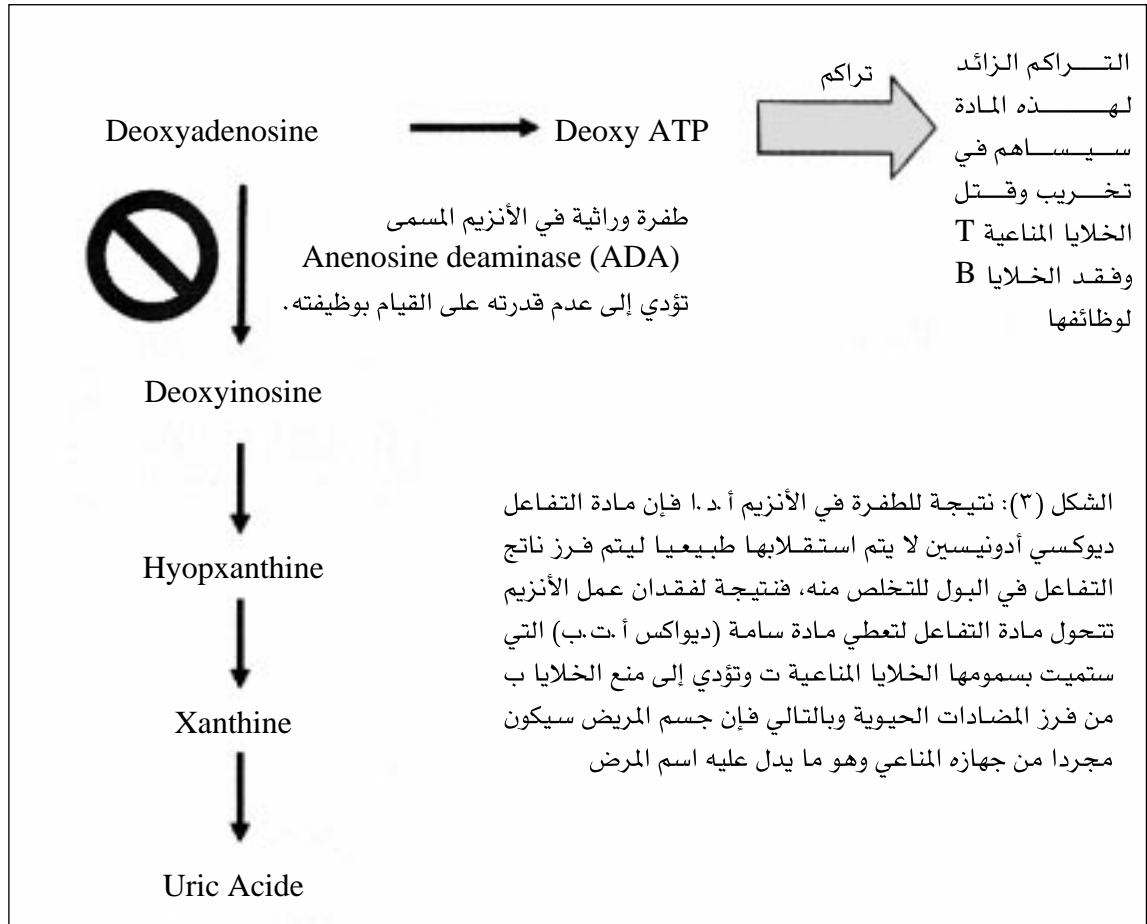 التراكم الزائد
لهذه المادة
سيساهم في
تخريب وقتل
الخلايا المناعية T
وفقد الخلايا B
لوظائفها
تراكم
Deoxyadenosine
Deoxy ATP
طفرة وراثية في الأنزيم المسمى
Anenosine deaminase (ADA)
تؤدي إلى عدم قدرته على القيام بوظيفته.
Deoxyinosine
Hyopxanthine
Xanthine
Uric Acide
الشكل (٣): نتيجة للطفرة في الأنزيم أ.د.ا فإن مادة التفاعل
ديوكسي أدونيسين لا يتم استقلابها طبيعيا ليتم فرز ناتج
التفاعل في البول للتخلص منه، فنتيجة لفقدان عمل الأنزيم
تتحول مادة التفاعل لتعطي مادة سامة (ديواكس أ.ت.ب) التي
ستميت بسمومها الخلايا المناعية ت وتؤدي إلى منع الخلايا ب
من فرز المضادات الحيوية وبالتالي فإن جسم المريض سيكون
مجردا من جهازه المناعي وهو ما يدل عليه اسم المرض